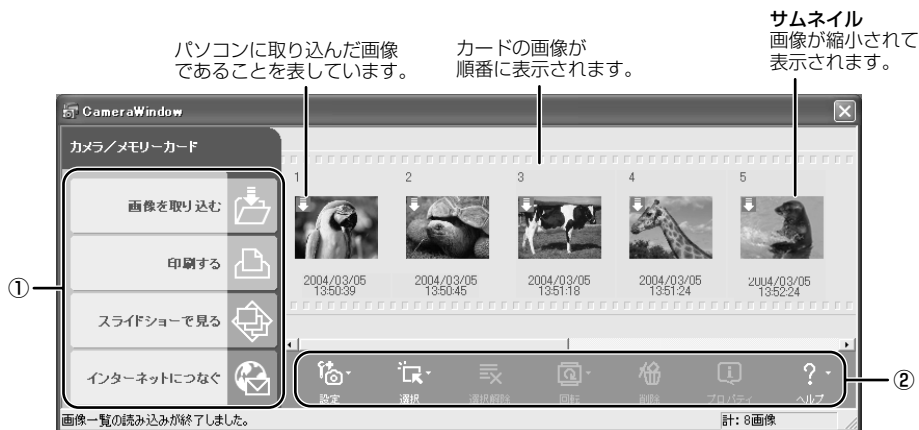 サムネイル
画像が縮小されて
表示されます。
パソコンに取り込んだ画像
であることを表しています。
カードの画像が
順番に表示されます。
CameraWindow
カメラ／メモリーカード
画像を取り込む
印刷する
スライドショーで見る
インターネットにつなぐ
①
1 2 3 4 5
2004/03/05 2004/03/05 2004/03/05 2004/03/05 2004/03/05
13:50:39 13:50:45 13:51:18 13:51:24 13:52:24
設定 選択 選択解除 回転 削除 プロパティ ヘルプ
②
画像一覧の読み込みが終了しました。 計: 8画像